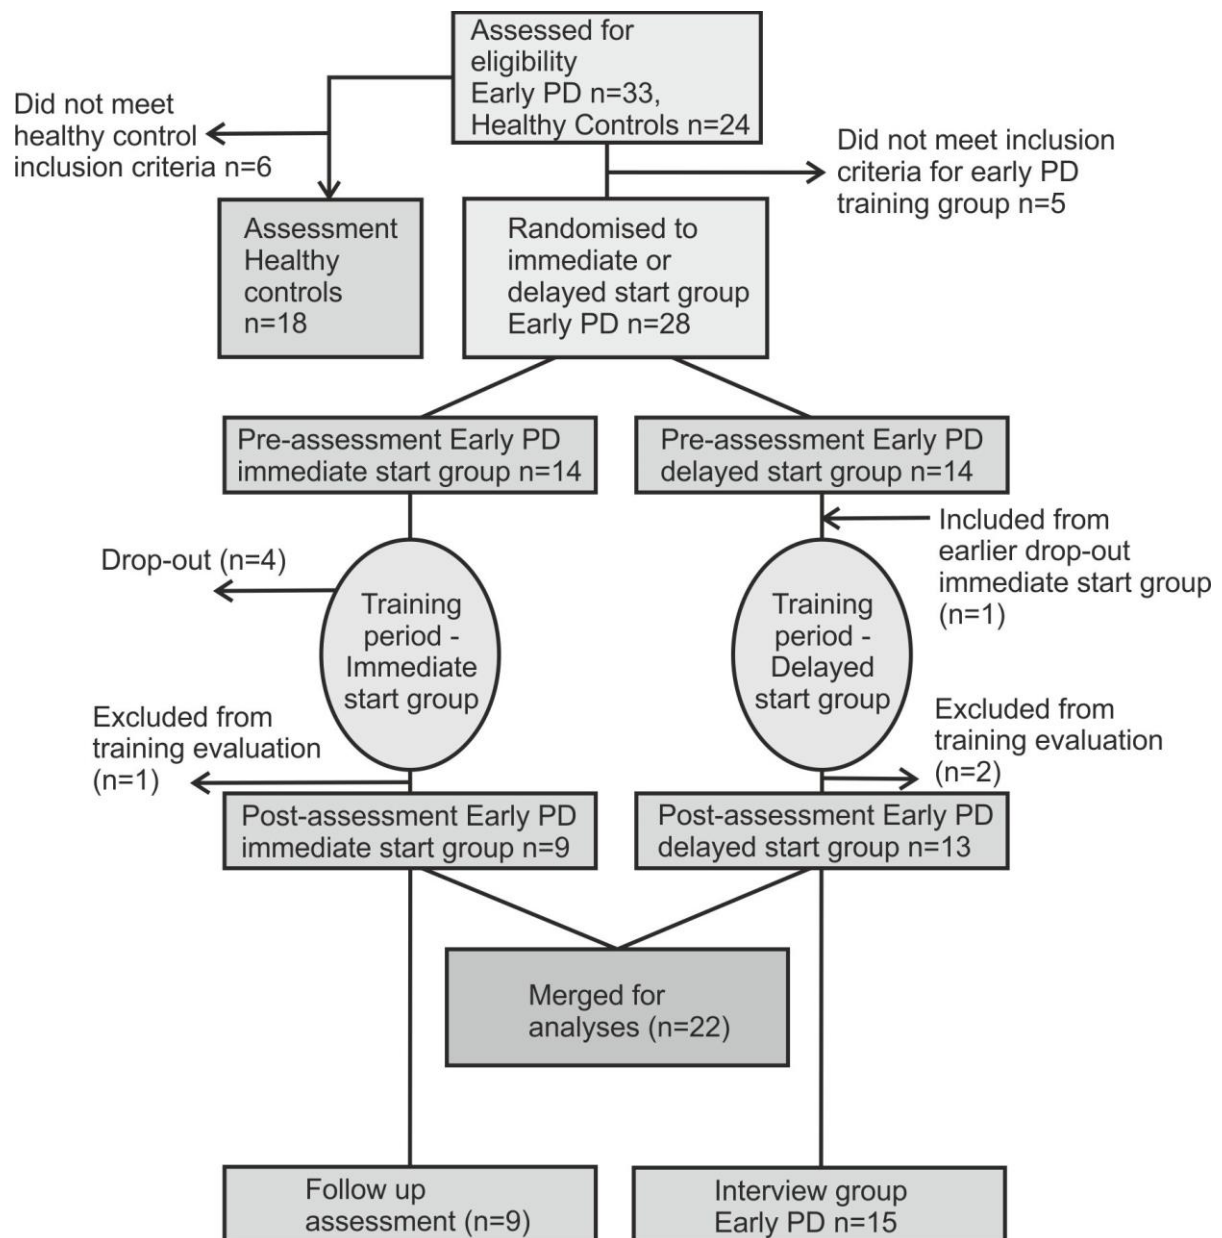 Assessed for
eligibility
Early PD n=33,
Healthy Controls n=24
Did not meet
healthy control
inclusion criteria n=6
Did not meet inclusion
criteria for early PD
training group n=5
Assessment
Healthy
controls
n=18
Randomised to
immediate or
delayed start group
Early PD n=28
Pre-assessment Early PD
immediate start group n=14
Pre-assessment Early PD
delayed start group n=14
Drop-out (n=4)
Training
period -
Immediate
start group
Included from
earlier drop-out
immediate start group
(n=1)
Training
period -
Delayed
start group
Excluded from
training evaluation
(n=1)
Excluded from
training evaluation
(n=2)
Post-assessment Early PD
immediate start group n=9
Post-assessment Early PD
delayed start group n=13
Merged for
analyses (n=22)
Follow up
assessment (n=9)
Interview group
Early PD n=15